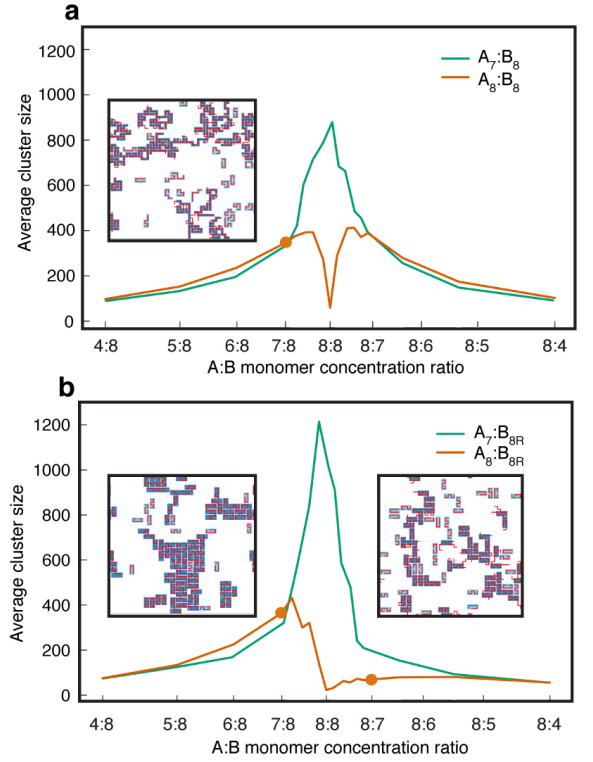 a
1200
1000
800
600
400
200
0
Average cluster size
A7:B8
A8:B8
4:8 5:8 6:8 7:8 8:8 8:7 8:6 8:5 8:4
A:B monomer concentration ratio
b
1200
1000
800
600
400
200
0
Average cluster size
A7:B8R
A8:B8R
4:8 5:8 6:8 7:8 8:8 8:7 8:6 8:5 8:4
A:B monomer concentration ratio